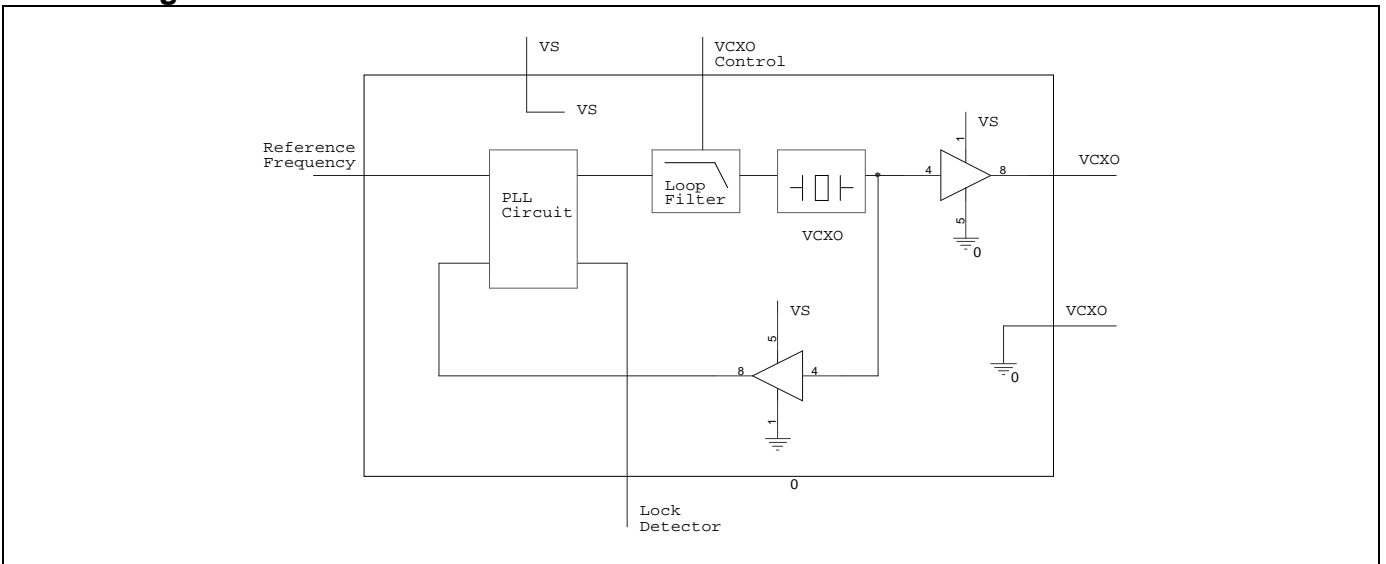 VS
VCXO
Control
VS
VS
1
Reference
Frequency
VCXO
4
8
PLL
Circuit
Loop
Filter
5
VCXO
0
VS
VCXO
5
8
4
0
1
0
Lock
Detector